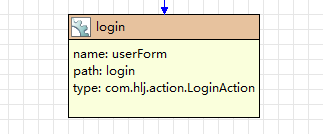 login
name: userForm
path: login
type: com.hlj.action.LoginAction